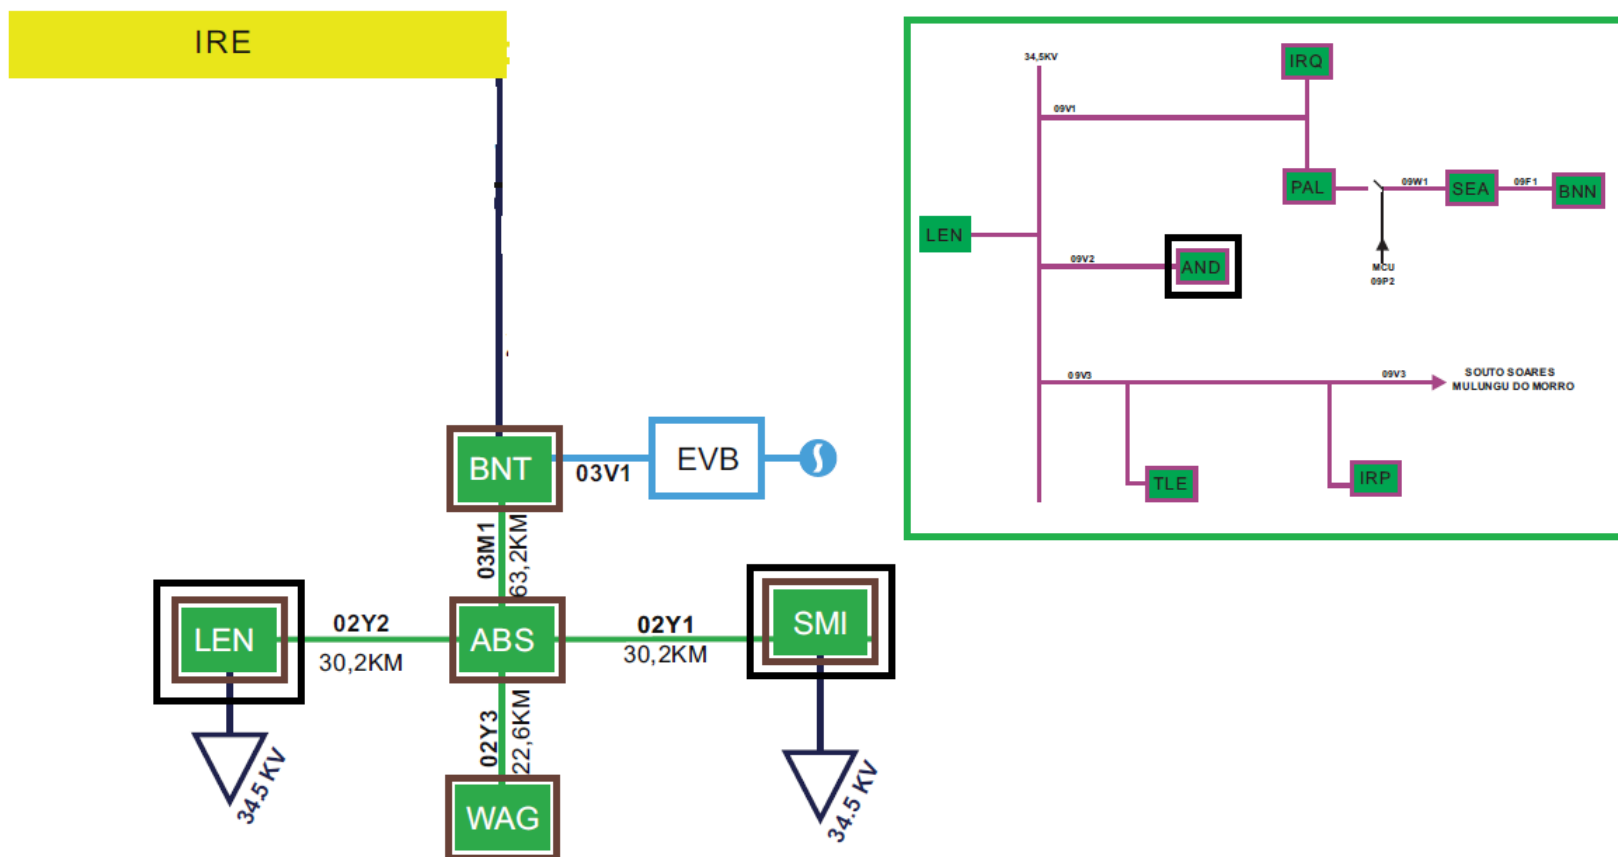 IRE
BNT
03V1
EVB
03M1
63,2KM
LEN
02Y2
30,2KM
ABS
02Y1
30,2KM
SMI
02Y3
22,6KM
WAG
34.5 KV
34.5 KV
34,5KV
IRQ
09V1
PAL
09W1
SEA
09F1
BNN
LEN
09V2
AND
MCU
09P2
09V3
09V3
SOUTO SOARES
MULUNGU DO MORRO
TLE
IRP